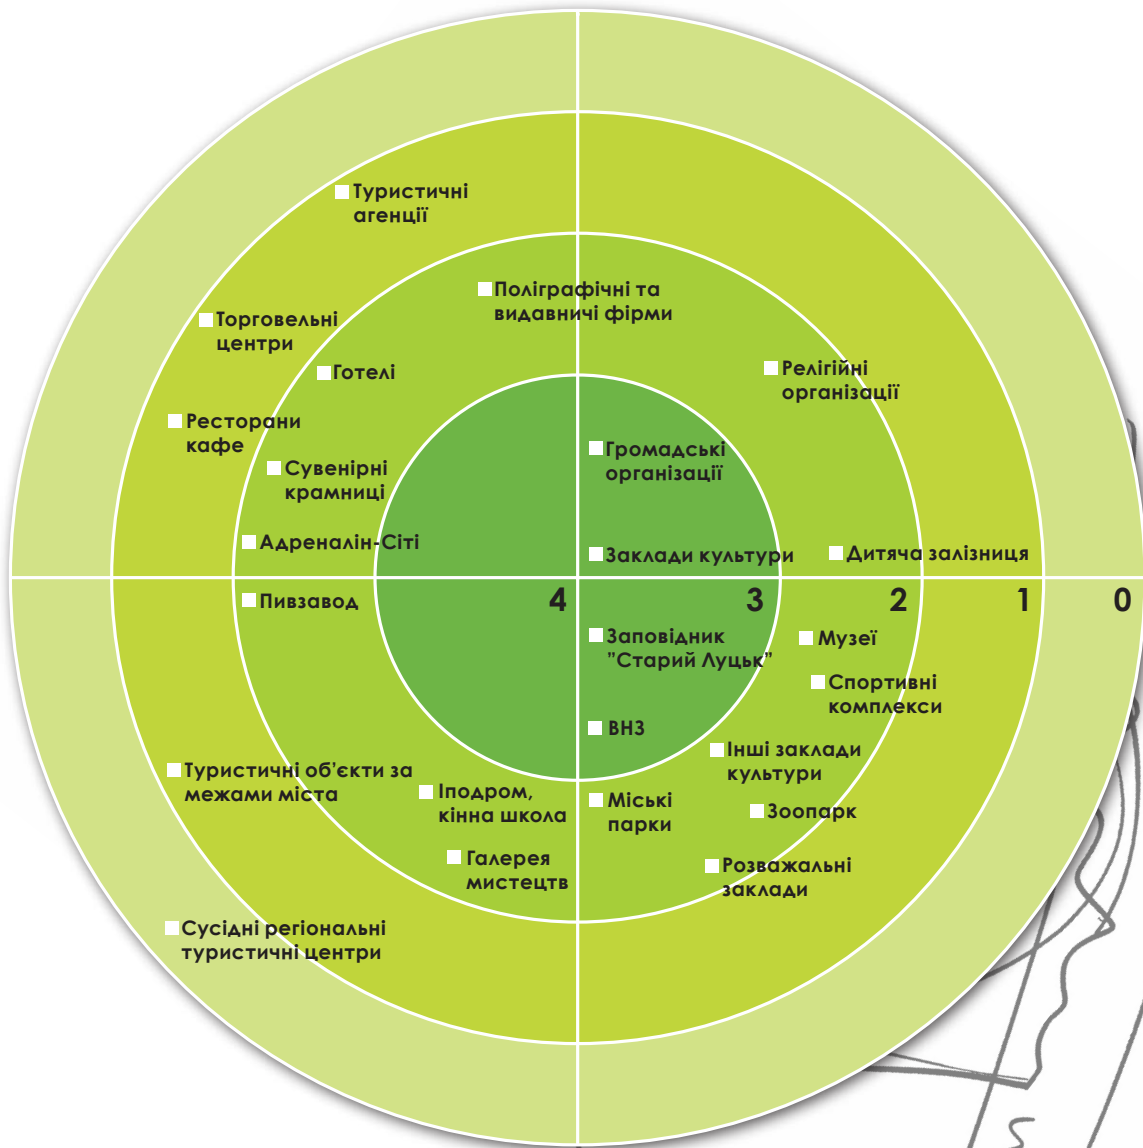 Туристичні
агенції
Поліграфічні та
видавничі фірми
Торговельні
центри
Готелі
Релігійні
організації
Ресторани
кафе
Громадські
організації
Сувенірні
крамниці
Адреналін-Сіті
Заклади культури
Дитяча залізниця
Пивзавод
4
3
2
1
0
Заповідник
”Старий Луцьк”
Музеї
Спортивні
комплекси
ВНЗ
Інші заклади
культури
Туристичні об’єкти за
межами міста
Іподром,
кінна школа
Міські
парки
Зоопарк
Галерея
мистецтв
Розважальні
заклади
Сусідні регіональні
туристичні центри